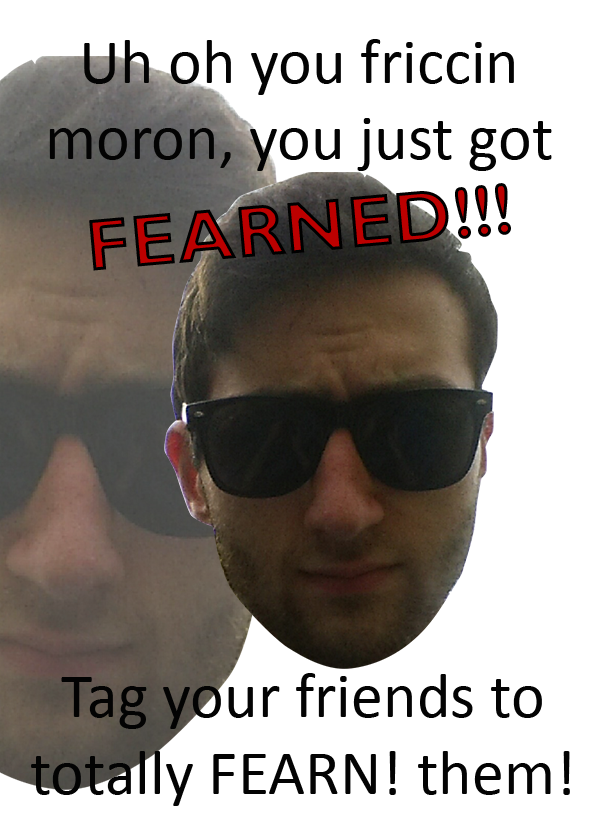 Uh oh you friccin
moron, you just got
FEARNED!!!
Tag your friends to
totally FEARN! them!